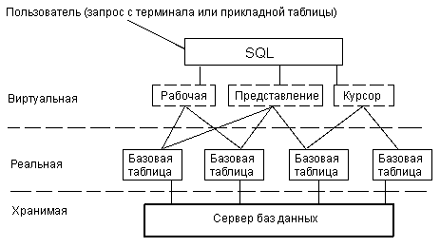 Пользователь (запрос с терминала или прикладной таблицы)
SQL
Виртуальная
Рабочая
Представление
Курсор
Реальная
Базовая
таблица
Базовая
таблица
Базовая
таблица
Базовая
таблица
Хранимая
Сервер баз данных